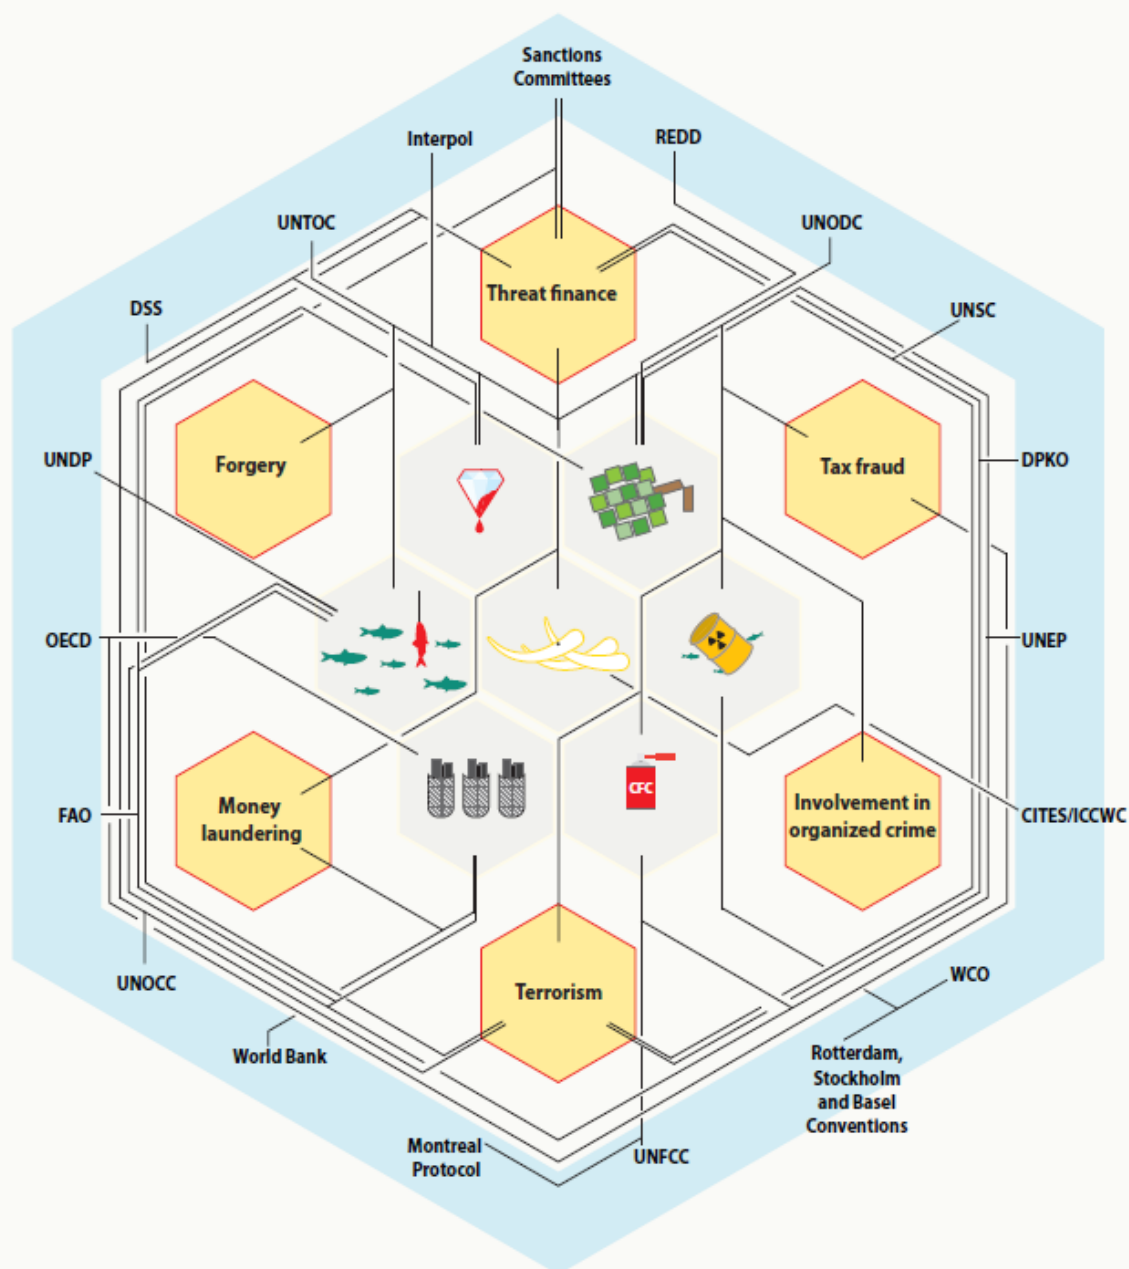 Sanctions
Committees
Interpol
REDD
UNTOC
UNODC
DSS
UNSC
Threat finance
UNDP
Forgery
Tax fraud
DPKO
OECD
UNEP
CFC
FAO
Money
laundering
Involvement in
organized crime
CITES/ICCWC
UNOCC
Terrorism
WCO
World Bank
Rotterdam,
Stockholm
and Basel
Conventions
Montreal
Protocol
UNFCC